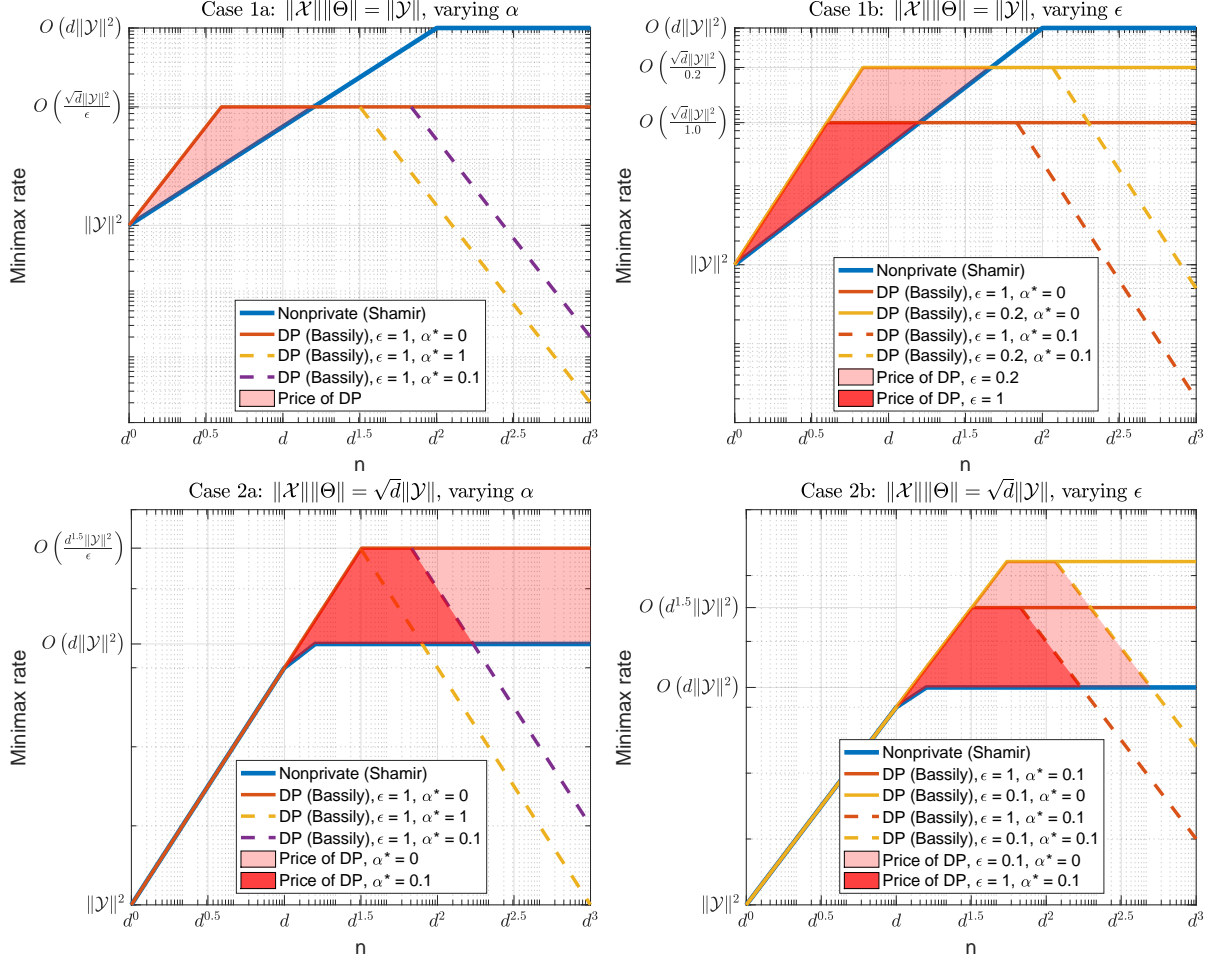 Case 1a: ‖𝒳‖‖Θ‖ = ‖𝒴‖, varying α
O (d‖𝒴‖²)
O (√d‖𝒴‖²/ϵ)
‖𝒴‖²
Minimax rate
Nonprivate (Shamir)
DP (Bassily), ϵ = 1, α* = 0
DP (Bassily), ϵ = 1, α* = 1
DP (Bassily), ϵ = 1, α* = 0.1
Price of DP
d⁰ d^0.5 d d^1.5 d² d^2.5 d³
n
Case 1b: ‖𝒳‖‖Θ‖ = ‖𝒴‖, varying ϵ
O (d‖𝒴‖²)
O (√d‖𝒴‖²/0.2)
O (√d‖𝒴‖²/1.0)
‖𝒴‖²
Minimax rate
Nonprivate (Shamir)
DP (Bassily), ϵ = 1, α* = 0
DP (Bassily), ϵ = 0.2, α* = 0
DP (Bassily), ϵ = 1, α* = 0.1
DP (Bassily), ϵ = 0.2, α* = 0.1
Price of DP, ϵ = 0.2
Price of DP, ϵ = 1
d⁰ d^0.5 d d^1.5 d² d^2.5 d³
n
Case 2a: ‖𝒳‖‖Θ‖ = √d‖𝒴‖, varying α
O (d^1.5‖𝒴‖²/ϵ)
O (d‖𝒴‖²)
‖𝒴‖²
Minimax rate
Nonprivate (Shamir)
DP (Bassily), ϵ = 1, α* = 0
DP (Bassily), ϵ = 1, α* = 1
DP (Bassily), ϵ = 1, α* = 0.1
Price of DP, α* = 0
Price of DP, α* = 0.1
d⁰ d^0.5 d d^1.5 d² d^2.5 d³
n
Case 2b: ‖𝒳‖‖Θ‖ = √d‖𝒴‖, varying ϵ
O (d^1.5‖𝒴‖²)
O (d‖𝒴‖²)
‖𝒴‖²
Minimax rate
Nonprivate (Shamir)
DP (Bassily), ϵ = 1, α* = 0.1
DP (Bassily), ϵ = 0.1, α* = 0
DP (Bassily), ϵ = 1, α* = 0.1
DP (Bassily), ϵ = 0.1, α* = 0.1
Price of DP, ϵ = 0.1, α* = 0
Price of DP, ϵ = 1, α* = 0.1
d⁰ d^0.5 d d^1.5 d² d^2.5 d³
n